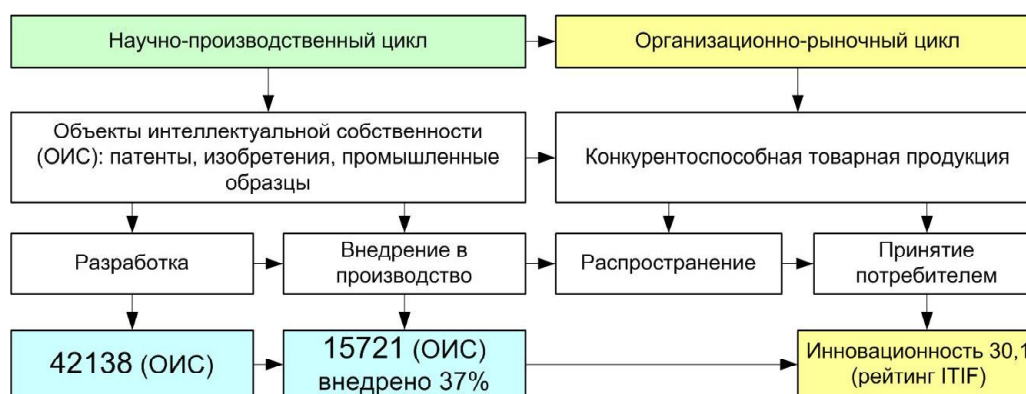 Научно-производственный цикл
Организационно-рыночный цикл
Объекты интеллектуальной собственности
(ОИС): патенты, изобретения, промышленные
образцы
Конкурентоспособная товарная продукция
Разработка
Внедрение в
производство
Распространение
Принятие
потребителем
42138 (ОИС)
15721 (ОИС)
внедрено 37%
Инновационность 30,1
(рейтинг ITIF)